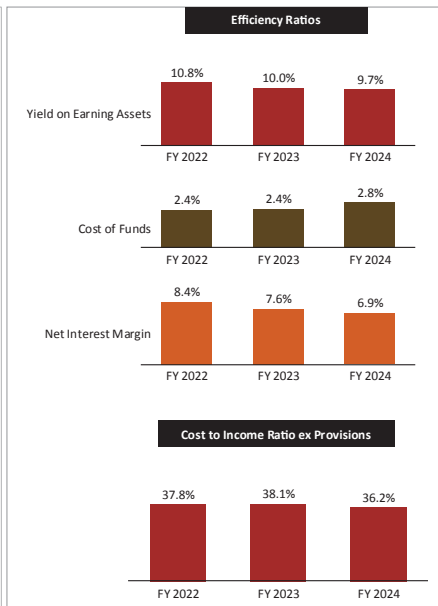 Efficiency Ratios
10.8% 10.0% 9.7%
Yield on Earning Assets
FY 2022 FY 2023 FY 2024
2.4% 2.4% 2.8%
Cost of Funds
FY 2022 FY 2023 FY 2024
8.4% 7.6% 6.9%
Net Interest Margin
FY 2022 FY 2023 FY 2024
Cost to Income Ratio ex Provisions
37.8% 38.1% 36.2%
FY 2022 FY 2023 FY 2024